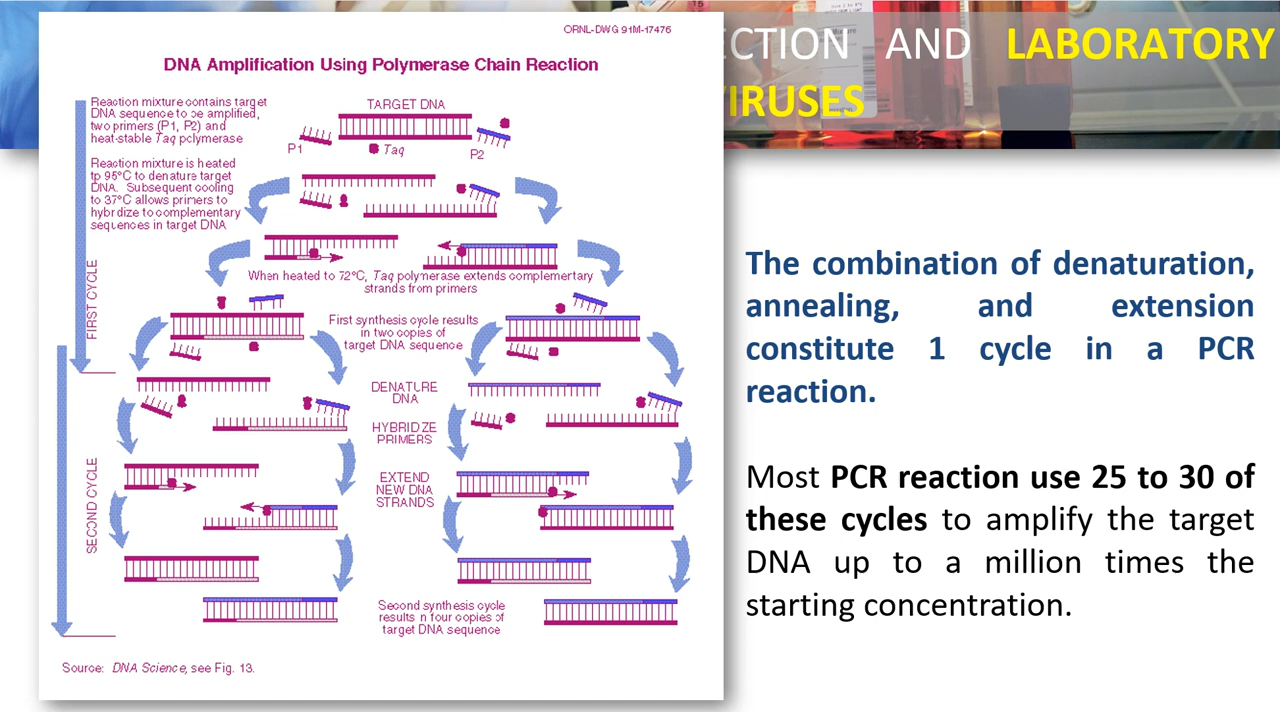 ECTION AND LABORATORY
IRUSES
ORNL-DWG 91M-17476
DNA Amplification Using Polymerase Chain Reaction
Reaction mixture contains target
DNA sequence to be amplified,
two primers (P1, P2) and
heat-stable Taq polymerase
TARGET DNA
P1
Taq
P2
Reaction mixture is heated
tp 95°C to denature target
DNA. Subsequent cooling
to 37°C allows primers to
hybrdize to complementary
sequences in target DNA
When heated to 72°C, Taq polymerase extends complemertary
strands from primers
FIRST CYCLE
First synthesis cycle results
in two copies of
target DNA sequence
DENATURE
DNA
HYBRIDZE
PRIMERS
EXTEND
NEW DNA
STRANDS
SECOND CYCLE
Second synthesis cycle
results n four copies of
target DNA sequence
Source: DNA Science, see Fig. 13.
The combination of denaturation,
annealing, and extension
constitute 1 cycle in a PCR
reaction.
Most PCR reaction use 25 to 30 of
these cycles to amplify the target
DNA up to a million times the
starting concentration.